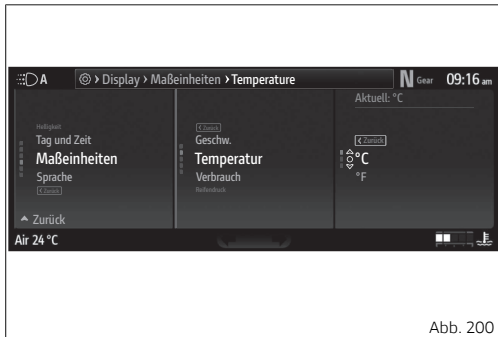 A Display › Maßeinheiten › Temperature N Gear 09:16 am
Aktuell: °C
Helligkeit
Tag und Zeit
Maßeinheiten
Sprache
< Zurück
Zurück
< Zurück
Geschw.
Temperatur
Verbrauch
Reifendruck
< Zurück
°C
°F
Air 24 °C
Abb. 200